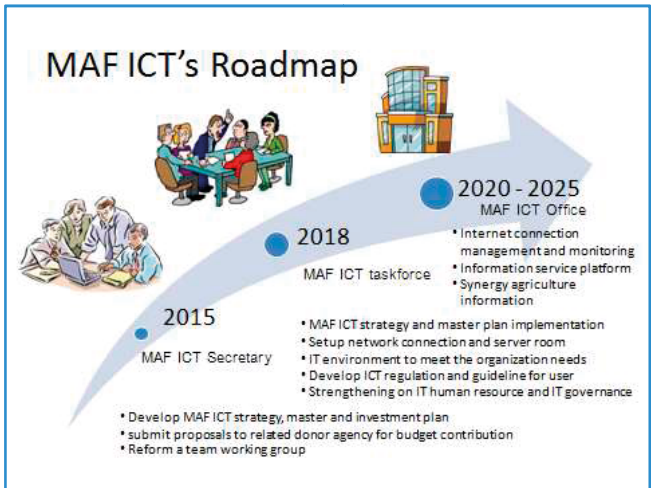 MAF ICT's Roadmap
2020 - 2025
MAF ICT Office
• Internet connection
management and monitoring
• Information service platform
• Synergy agriculture
information
2018
MAF ICT taskforce
• MAF ICT strategy and master plan implementation
• Setup network connection and server room
• IT environment to meet the organization needs
• Develop ICT regulation and guideline for user
• Strengthening on IT human resource and IT governance
2015
MAF ICT Secretary
• Develop MAF ICT strategy, master and investment plan
• submit proposals to related donor agency for budget contribution
• Reform a team working group